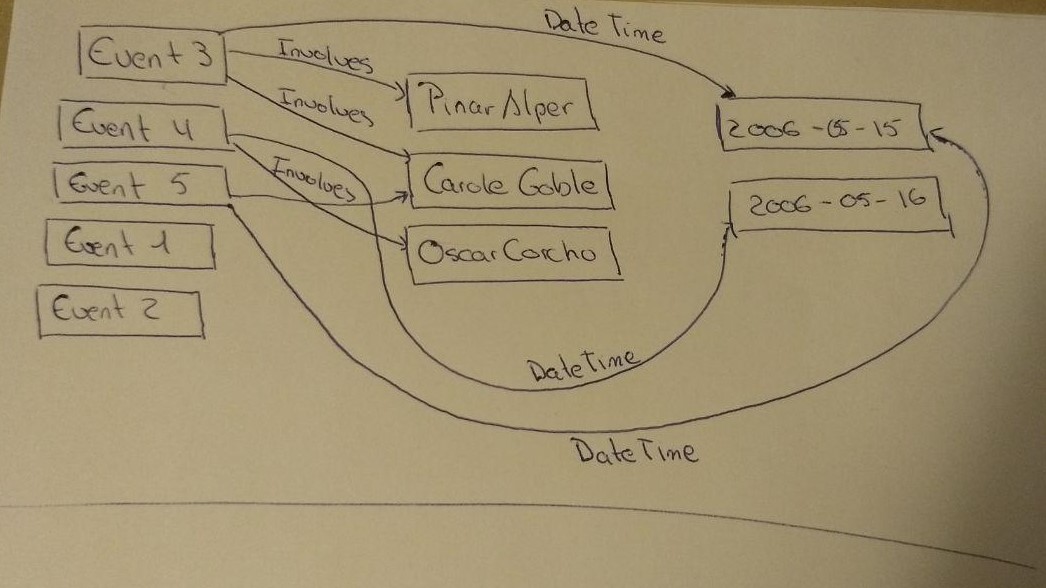 Date Time
Event 3
Involves
Pinar Alper
Involves
2006-05-15
Event 4
Involves
Carole Goble
Event 5
2006-05-16
Event 1
Oscar Corcho
Event 2
DateTime
DateTime